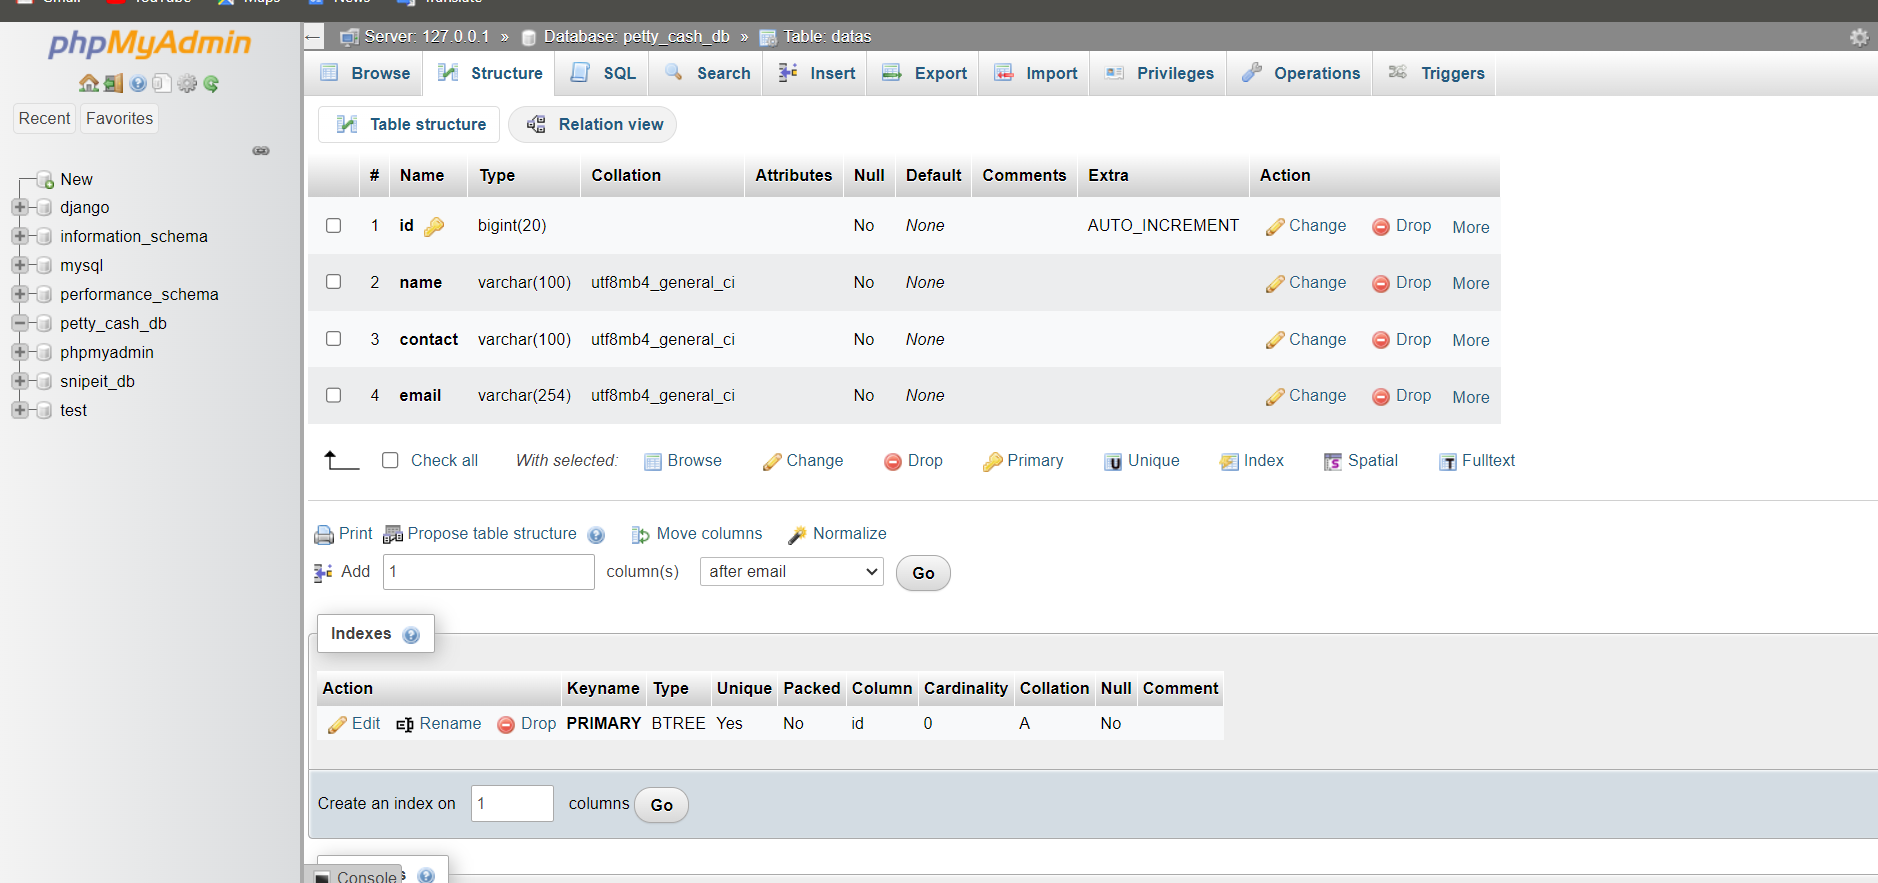 Gmail YouTube Maps News Translate
phpMyAdmin
Recent Favorites
New
django
information_schema
mysql
performance_schema
petty_cash_db
phpmyadmin
snipeit_db
test
Server: 127.0.0.1 » Database: petty_cash_db » Table: datas
Browse Structure SQL Search Insert Export Import Privileges Operations Triggers
Table structure Relation view
# Name Type Collation Attributes Null Default Comments Extra Action
1 id bigint(20) No None AUTO_INCREMENT Change Drop More
2 name varchar(100) utf8mb4_general_ci No None Change Drop More
3 contact varchar(100) utf8mb4_general_ci No None Change Drop More
4 email varchar(254) utf8mb4_general_ci No None Change Drop More
Check all With selected: Browse Change Drop Primary Unique Index Spatial Fulltext
Print Propose table structure Move columns Normalize
Add 1 column(s) after email Go
Indexes
Action Keyname Type Unique Packed Column Cardinality Collation Null Comment
Edit Rename Drop PRIMARY BTREE Yes No id 0 A No
Create an index on 1 columns Go
Console